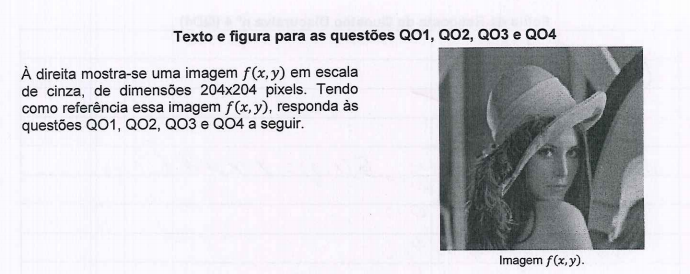 Texto e figura para as questões QO1, QO2, QO3 e QO4
À direita mostra-se uma imagem f(x,y) em escala
de cinza, de dimensões 204x204 pixels. Tendo
como referência essa imagem f(x,y), responda às
questões QO1, QO2, QO3 e QO4 a seguir.
Imagem f(x,y).